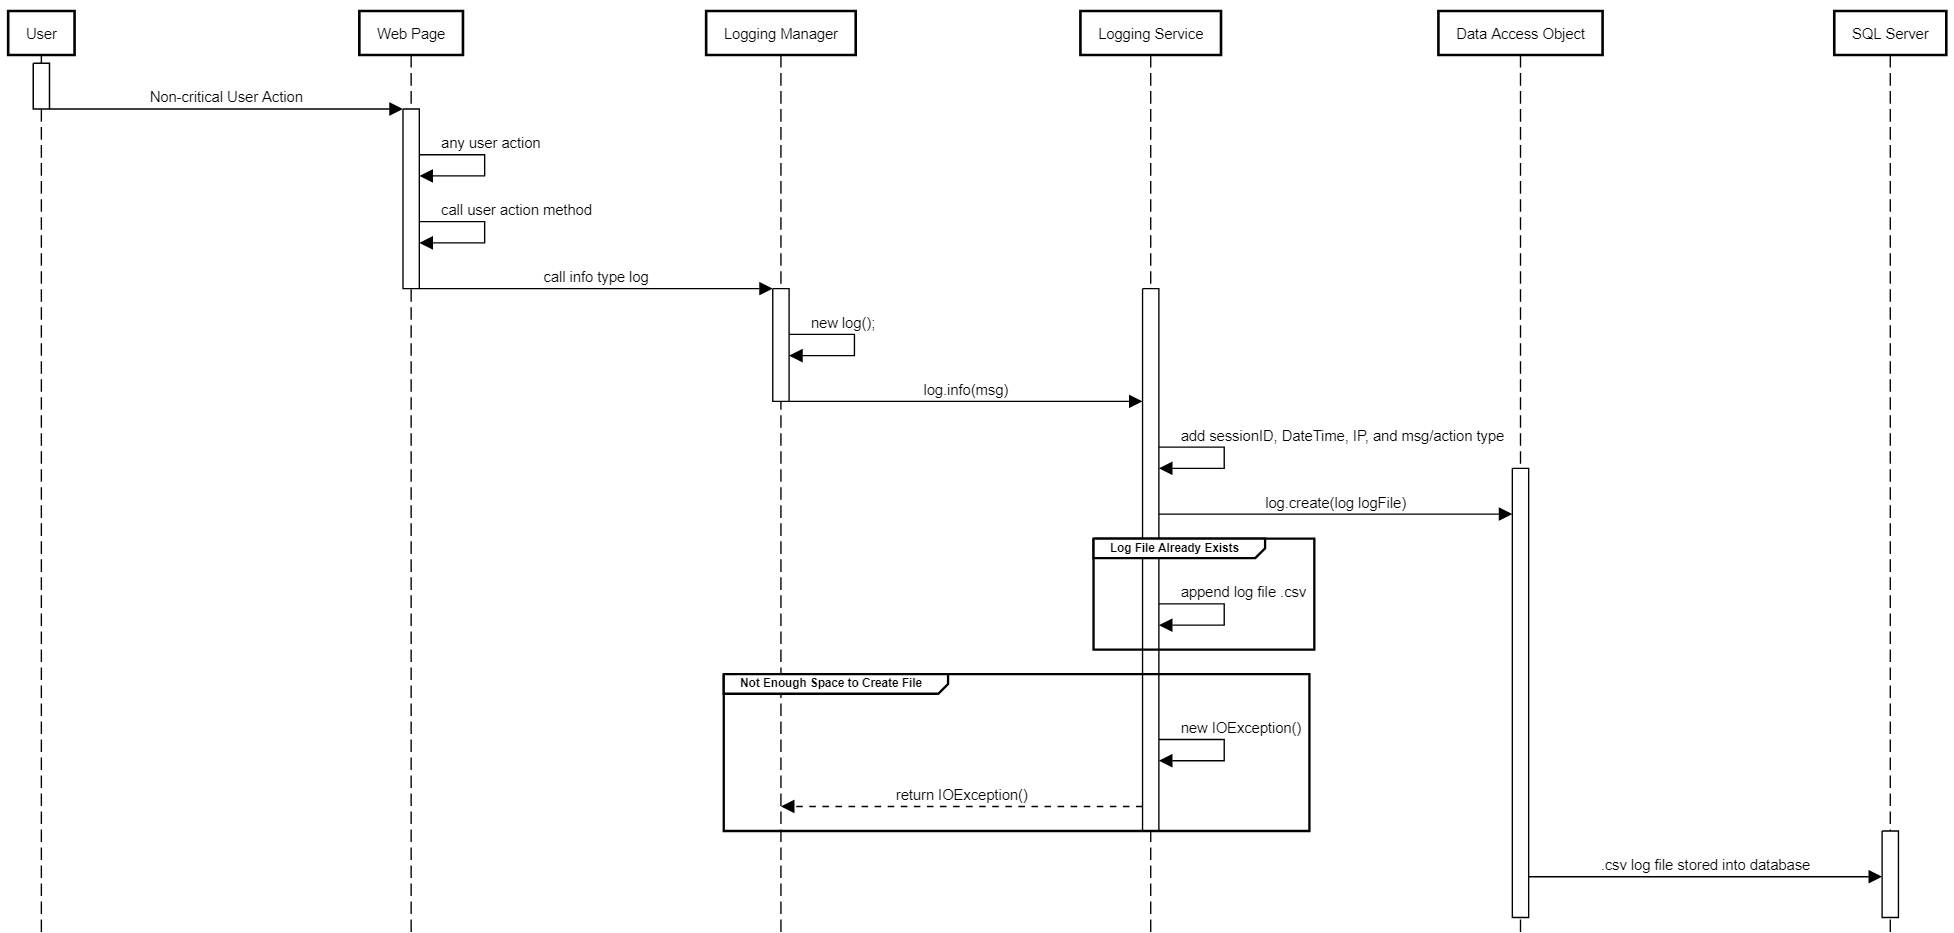 User
Web Page
Logging Manager
Logging Service
Data Access Object
SQL Server
Non-critical User Action
any user action
call user action method
call info type log
new log();
log.info(msg)
add sessionID, DateTime, IP, and msg/action type
log.create(log logFile)
Log File Already Exists
append log file .csv
Not Enough Space to Create File
new IOException()
return IOException()
.csv log file stored into database